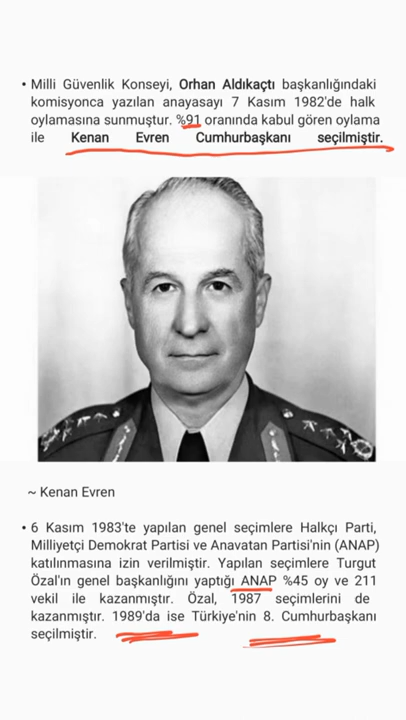 • Milli Güvenlik Konseyi, Orhan Aldıkaçtı başkanlığındaki
komisyonca yazılan anayasayı 7 Kasım 1982'de halk
oylamasına sunmuştur. %91 oranında kabul gören oylama
ile Kenan Evren Cumhurbaşkanı seçilmiştir.
~ Kenan Evren
• 6 Kasım 1983'te yapılan genel seçimlere Halkçı Parti,
Milliyetçi Demokrat Partisi ve Anavatan Partisi'nin (ANAP)
katılınmasına izin verilmiştir. Yapılan seçimlere Turgut
Özal'ın genel başkanlığını yaptığı ANAP %45 oy ve 211
vekil ile kazanmıştır. Özal, 1987 seçimlerini de
kazanmıştır. 1989'da ise Türkiye'nin 8. Cumhurbaşkanı
seçilmiştir.